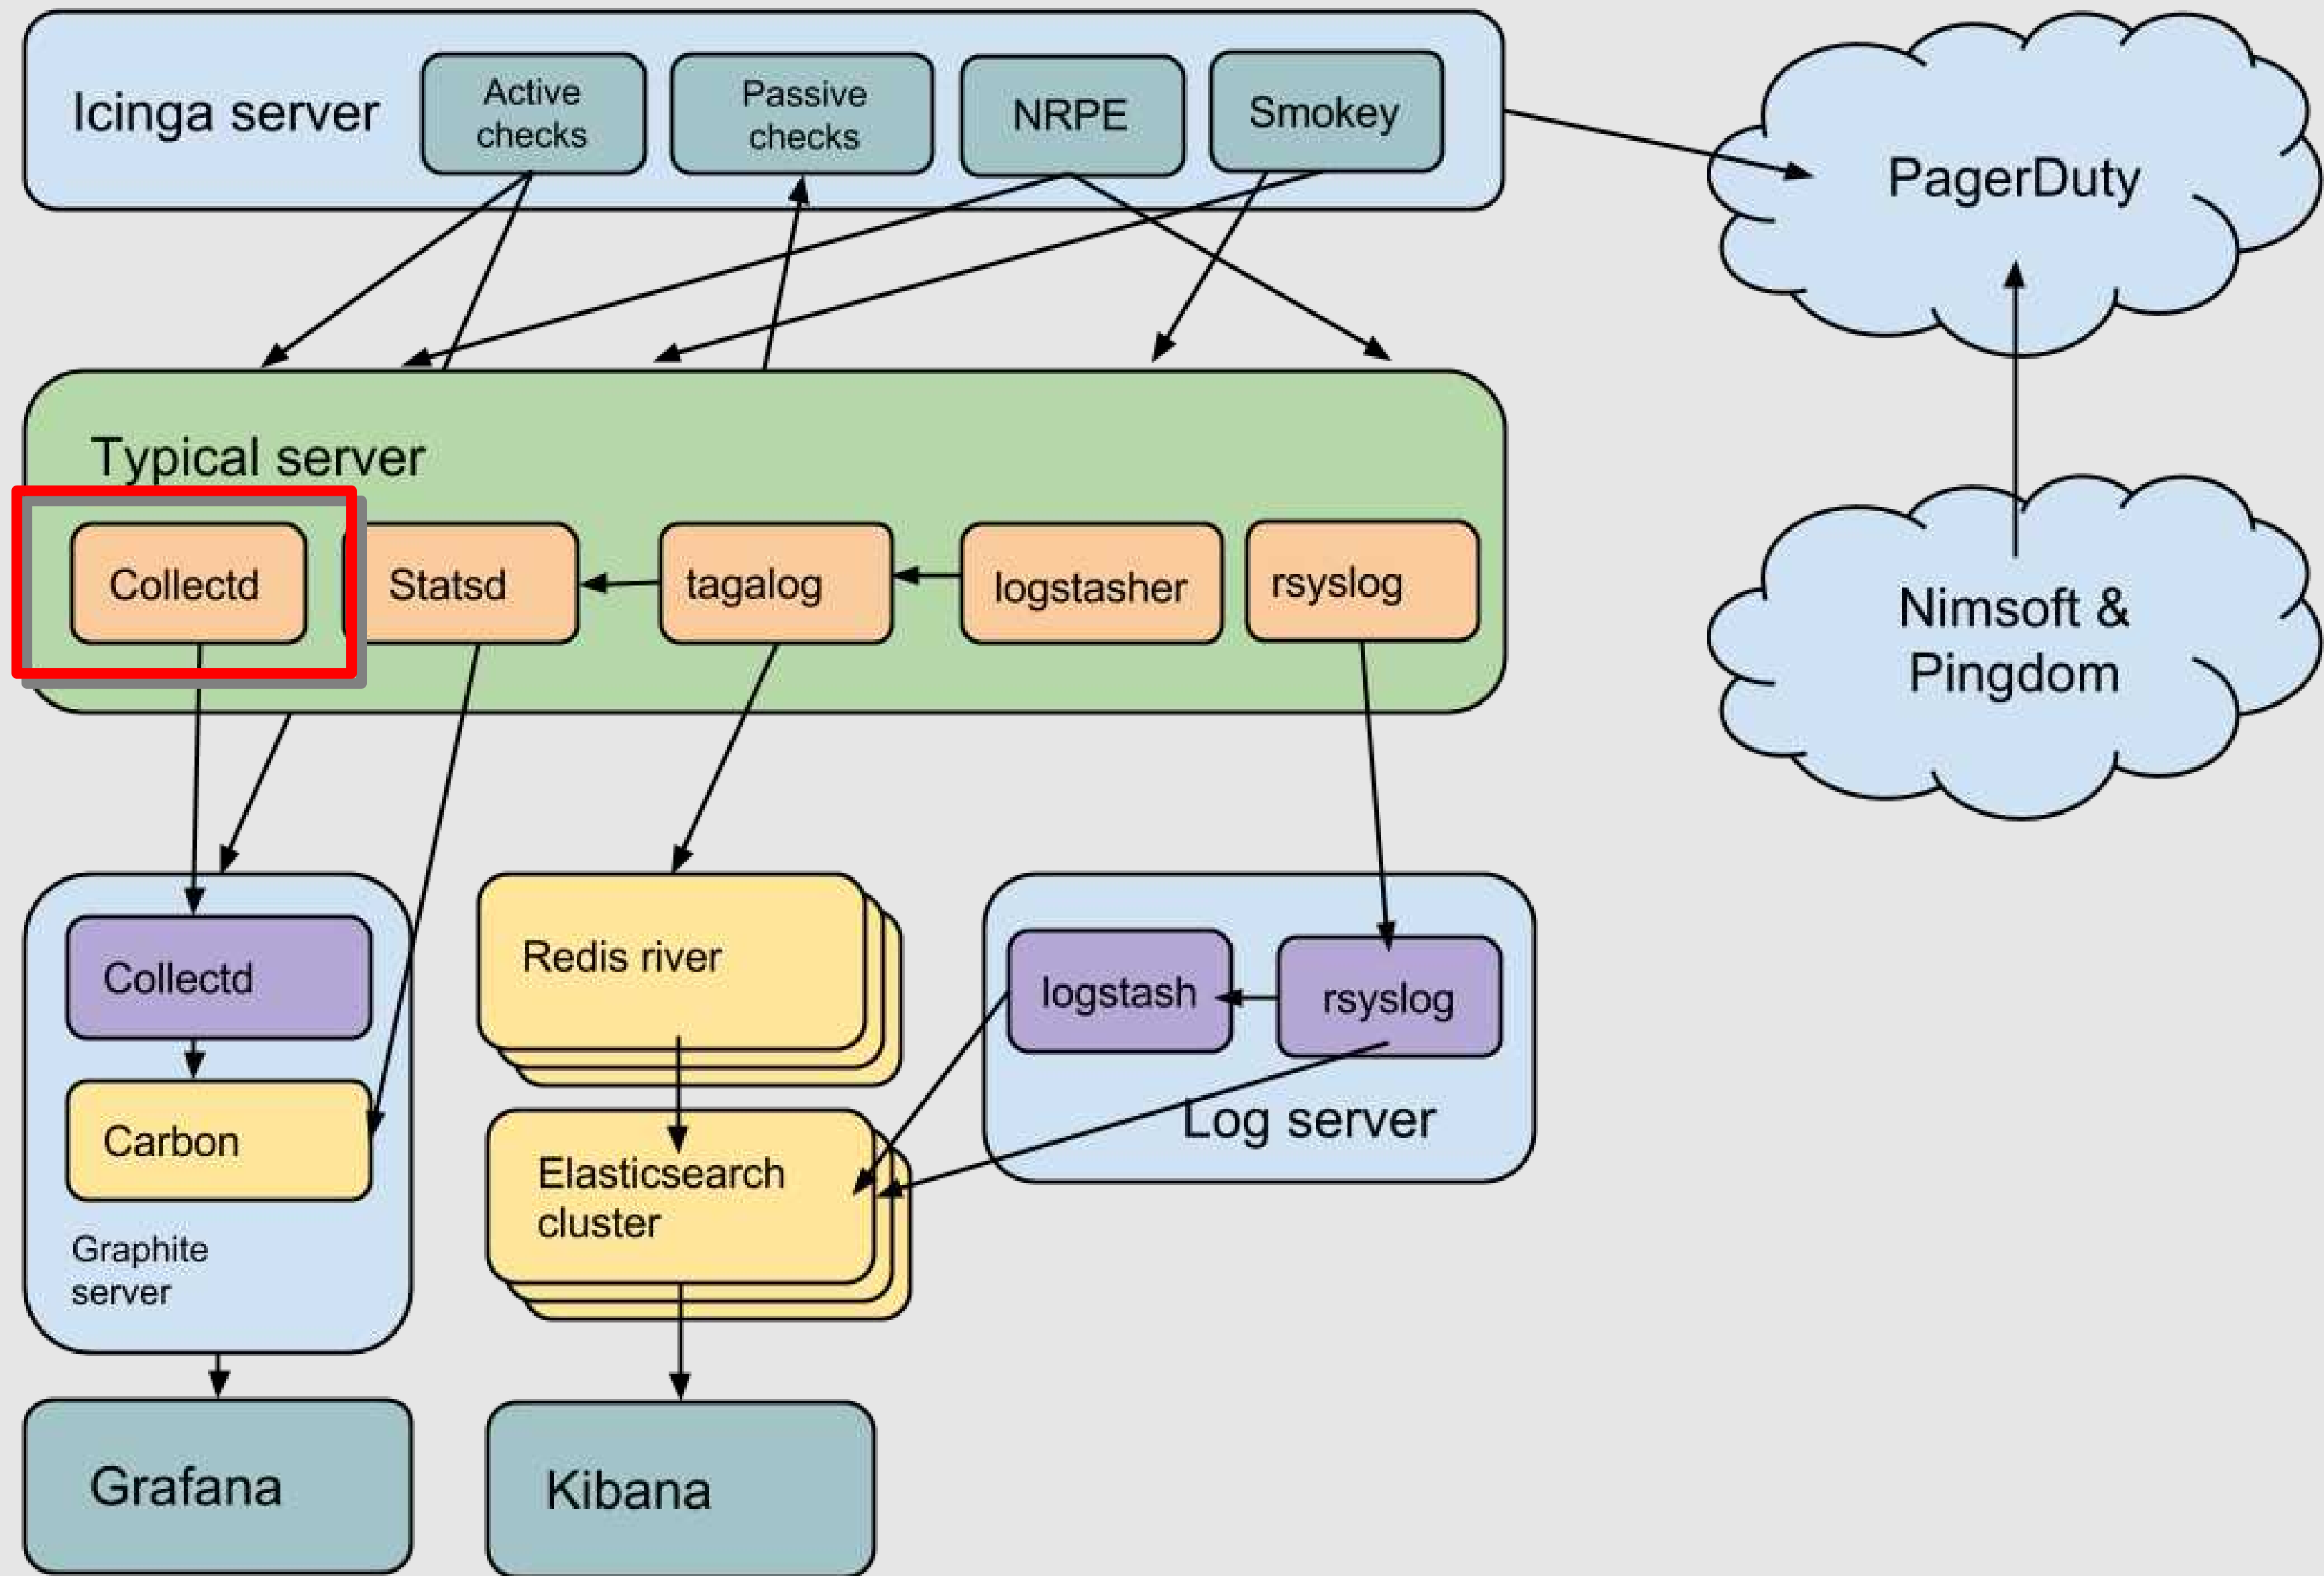 Icinga server
Active
checks
Passive
checks
NRPE
Smokey
PagerDuty
Typical server
Collectd
Statsd
tagalog
logstasher
rsyslog
Nimsoft &
Pingdom
Collectd
Carbon
Graphite
server
Redis river
Elasticsearch
cluster
logstash
rsyslog
Log server
Grafana
Kibana